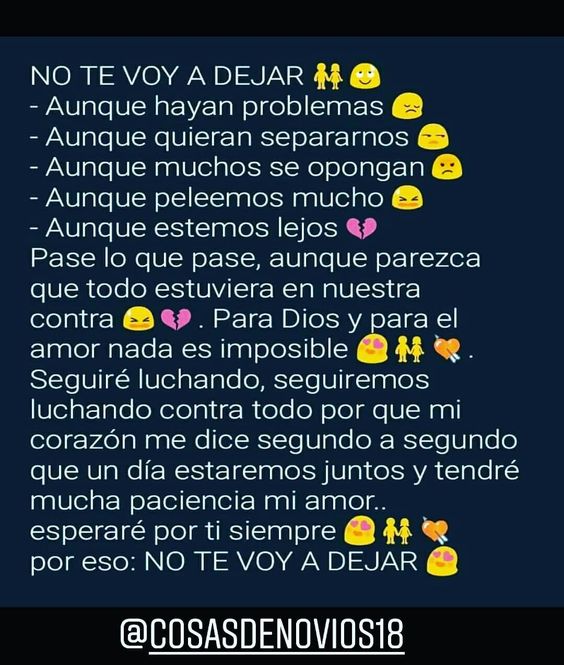 NO TE VOY A DEJAR 👫🙄
- Aunque hayan problemas 😔
- Aunque quieran separarnos 😒
- Aunque muchos se opongan 😟
- Aunque peleemos mucho 😝
- Aunque estemos lejos 💔
Pase lo que pase, aunque parezca
que todo estuviera en nuestra
contra 😝💔 . Para Dios y para el
amor nada es imposible 😍👫💘 .
Seguiré luchando, seguiremos
luchando contra todo por que mi
corazón me dice segundo a segundo
que un día estaremos juntos y tendré
mucha paciencia mi amor..
esperaré por ti siempre 😍👫💘
por eso: NO TE VOY A DEJAR 😍
@COSASDENOVIOS18